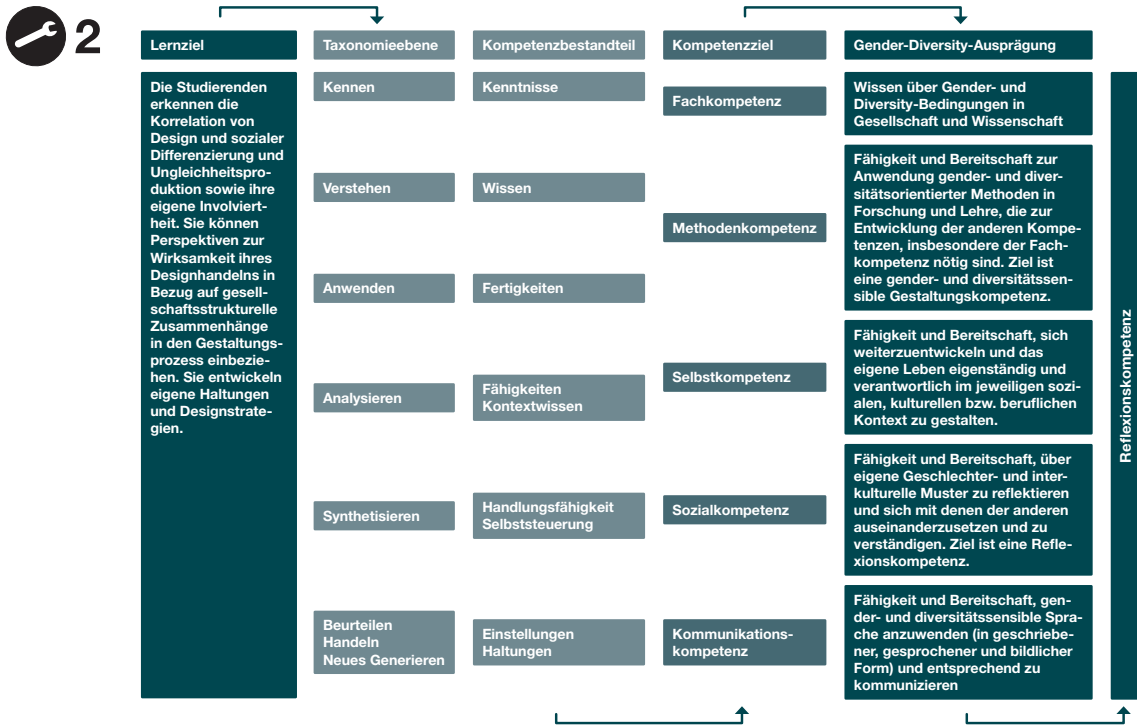 2
Lernziel
Taxonomieebene
Kompetenzbestandteil
Kompetenzziel
Gender-Diversity-Ausprägung
Die Studierenden
erkennen die
Korrelation von
Design und sozialer
Differenzierung und
Ungleichheitspro-
duktion sowie ihre
eigene Involviert-
heit. Sie können
Perspektiven zur
Wirksamkeit ihres
Designhandelns in
Bezug auf gesell-
schaftsstrukturelle
Zusammenhänge
in den Gestaltungs-
prozess einbezie-
hen. Sie entwickeln
eigene Haltungen
und Designstrate-
gien.
Kennen
Verstehen
Anwenden
Analysieren
Synthetisieren
Beurteilen
Handeln
Neues Generieren
Kenntnisse
Wissen
Fertigkeiten
Fähigkeiten
Kontextwissen
Handlungsfähigkeit
Selbststeuerung
Einstellungen
Haltungen
Fachkompetenz
Methodenkompetenz
Selbstkompetenz
Sozialkompetenz
Kommunikations-
kompetenz
Wissen über Gender- und
Diversity-Bedingungen in
Gesellschaft und Wissenschaft
Fähigkeit und Bereitschaft zur
Anwendung gender- und diver-
sitätsorientierter Methoden in
Forschung und Lehre, die zur
Entwicklung der anderen Kompe-
tenzen, insbesondere der Fach-
kompetenz nötig sind. Ziel ist
eine gender- und diversitätssen-
sible Gestaltungskompetenz.
Fähigkeit und Bereitschaft, sich
weiterzuentwickeln und das
eigene Leben eigenständig und
verantwortlich im jeweiligen sozi-
alen, kulturellen bzw. beruflichen
Kontext zu gestalten.
Fähigkeit und Bereitschaft, über
eigene Geschlechter- und inter-
kulturelle Muster zu reflektieren
und sich mit denen der anderen
auseinanderzusetzen und zu
verständigen. Ziel ist eine Refle-
xionskompetenz.
Fähigkeit und Bereitschaft, gen-
der- und diversitätssensible Spra-
che anzuwenden (in geschriebe-
ner, gesprochener und bildlicher
Form) und entsprechend zu
kommunizieren
Reflexionskompetenz